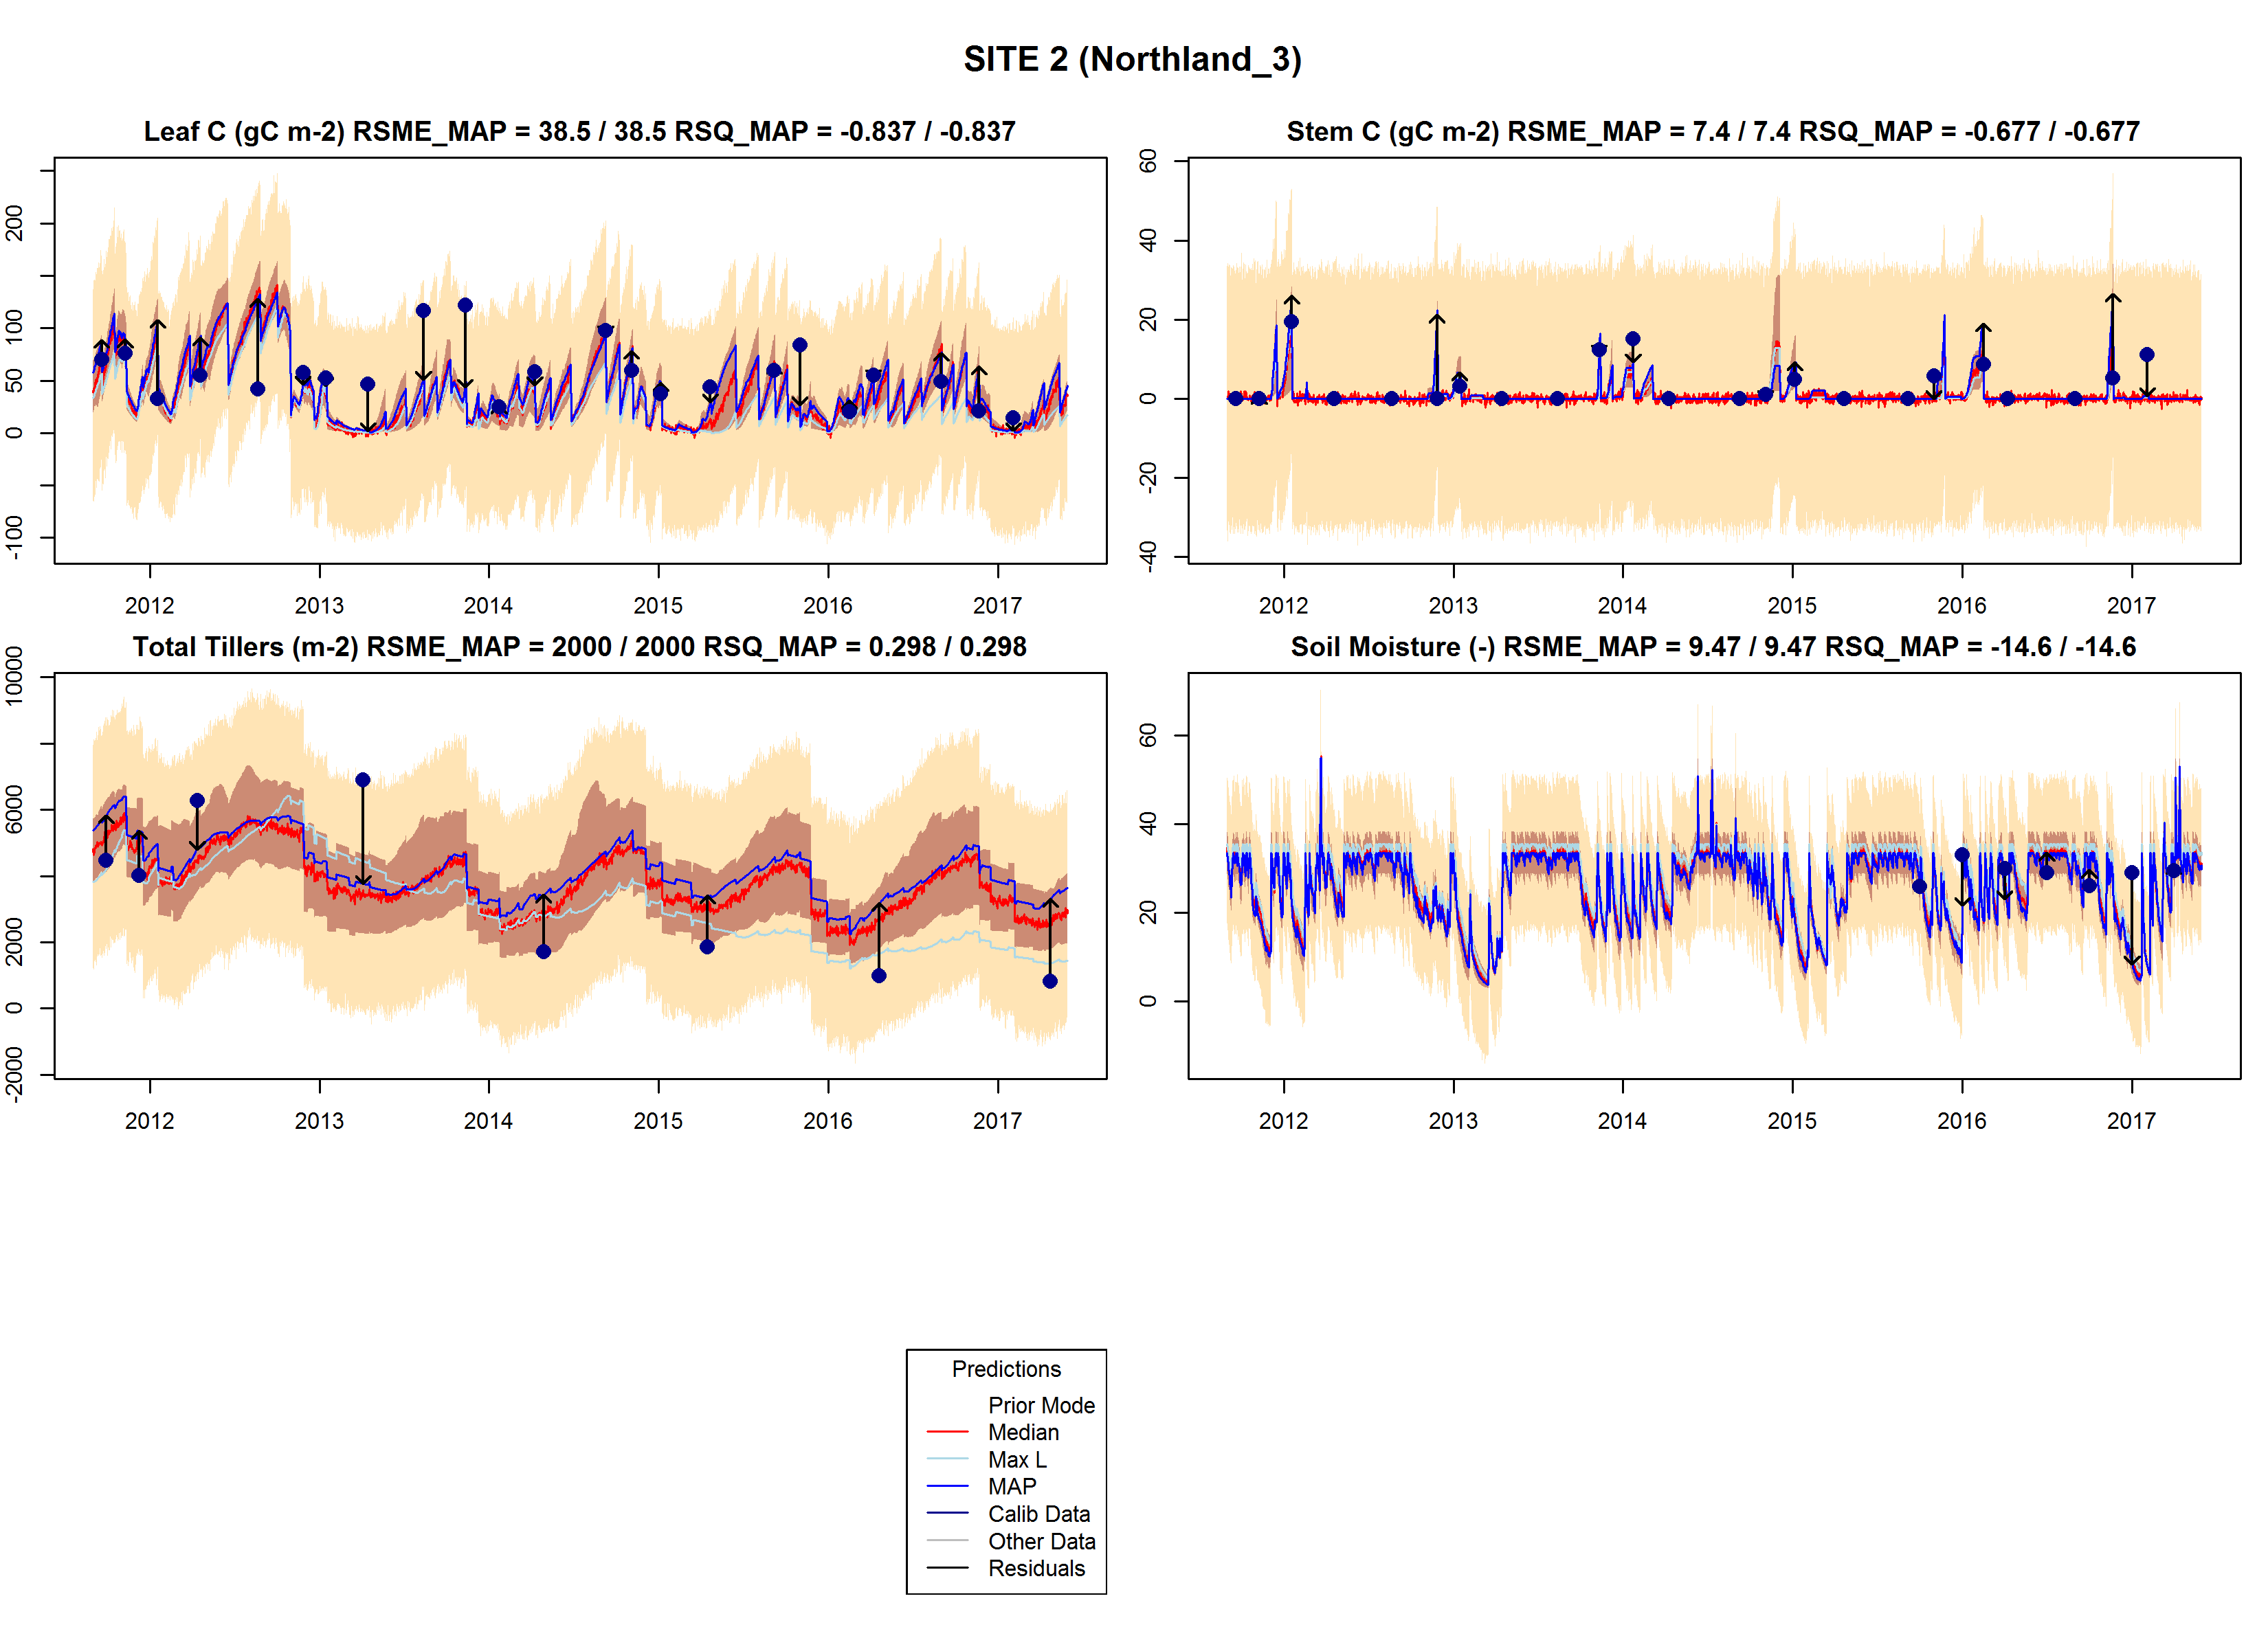 SITE 2 (Northland_3)
Leaf C (gC m-2) RSME_MAP = 38.5 / 38.5 RSQ_MAP = -0.837 / -0.837
200
100
50
0
-100
2012 2013 2014 2015 2016 2017
Stem C (gC m-2) RSME_MAP = 7.4 / 7.4 RSQ_MAP = -0.677 / -0.677
60
40
20
0
-20
-40
2012 2013 2014 2015 2016 2017
Total Tillers (m-2) RSME_MAP = 2000 / 2000 RSQ_MAP = 0.298 / 0.298
10000
6000
2000
0
-2000
2012 2013 2014 2015 2016 2017
Soil Moisture (-) RSME_MAP = 9.47 / 9.47 RSQ_MAP = -14.6 / -14.6
60
40
20
0
2012 2013 2014 2015 2016 2017
Predictions
Prior Mode
Median
Max L
MAP
Calib Data
Other Data
Residuals